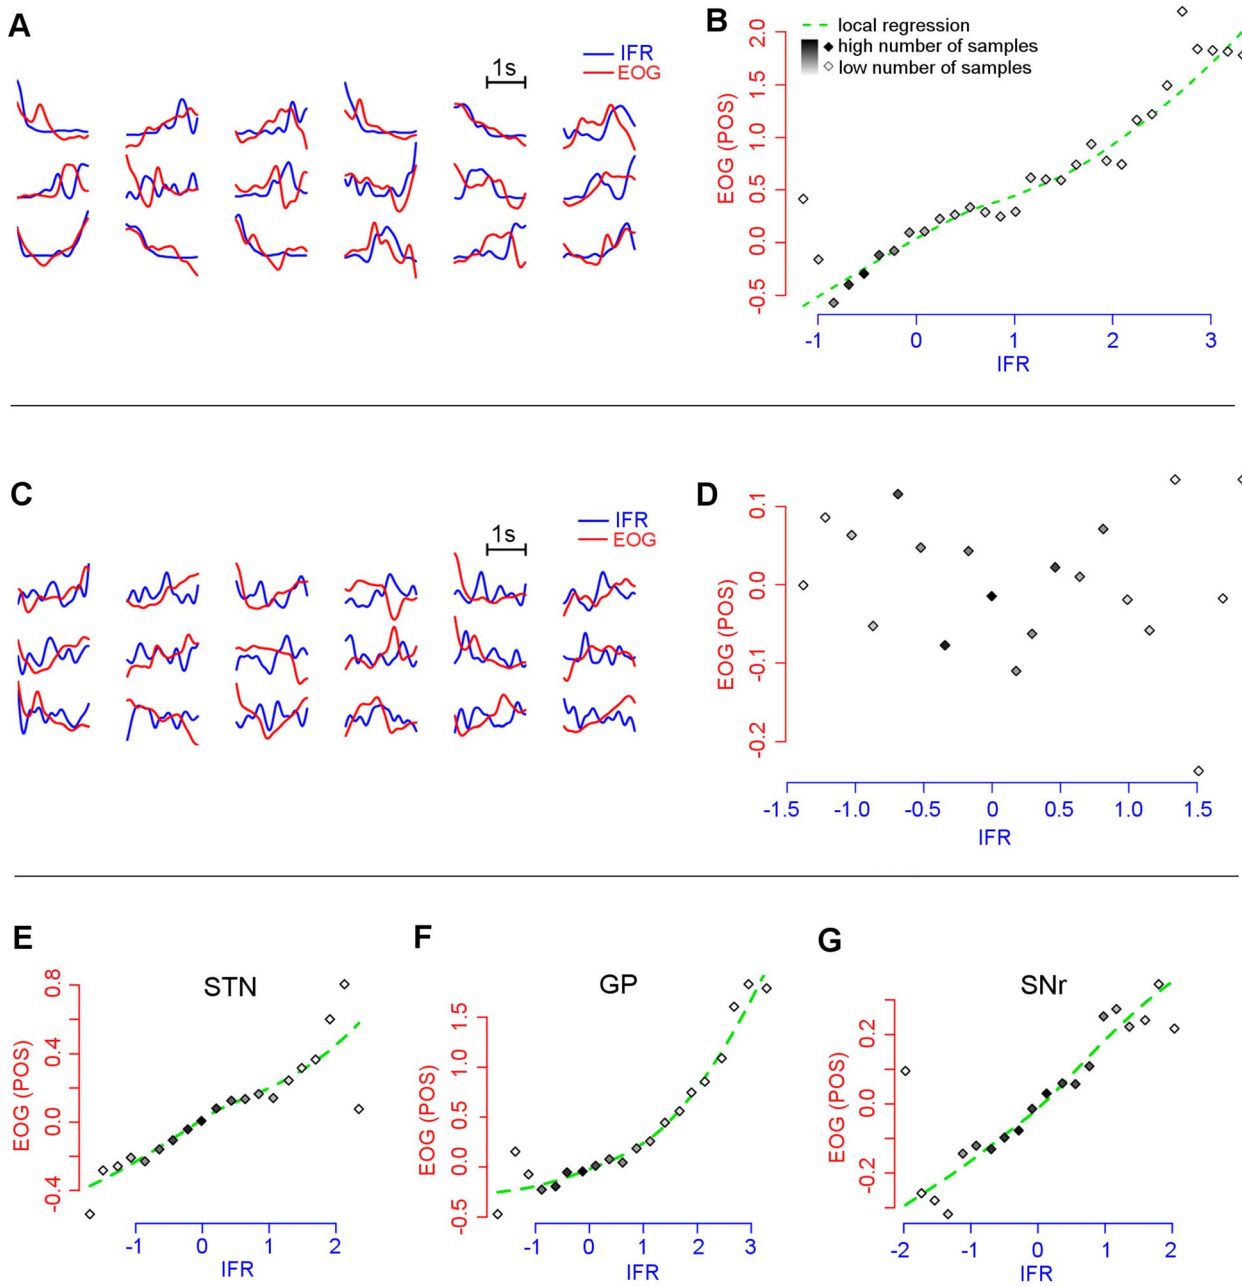 A
IFR
EOG
1s
B
local regression
high number of samples
low number of samples
EOG (POS)
2.0
1.5
1.0
0.5
0.0
-0.5
-1 0 1 2 3
IFR
C
IFR
EOG
1s
D
EOG (POS)
0.1
0.0
-0.1
-0.2
-1.5 -1.0 -0.5 0 0.5 1.0 1.5
IFR
E
STN
EOG (POS)
0.8
0.4
0.0
-0.4
-1 0 1 2
IFR
F
GP
EOG (POS)
1.5
1.0
0.5
0.0
-0.5
-1 0 1 2 3
IFR
G
SNr
EOG (POS)
0.2
0.0
-0.2
-2 -1 0 1 2
IFR